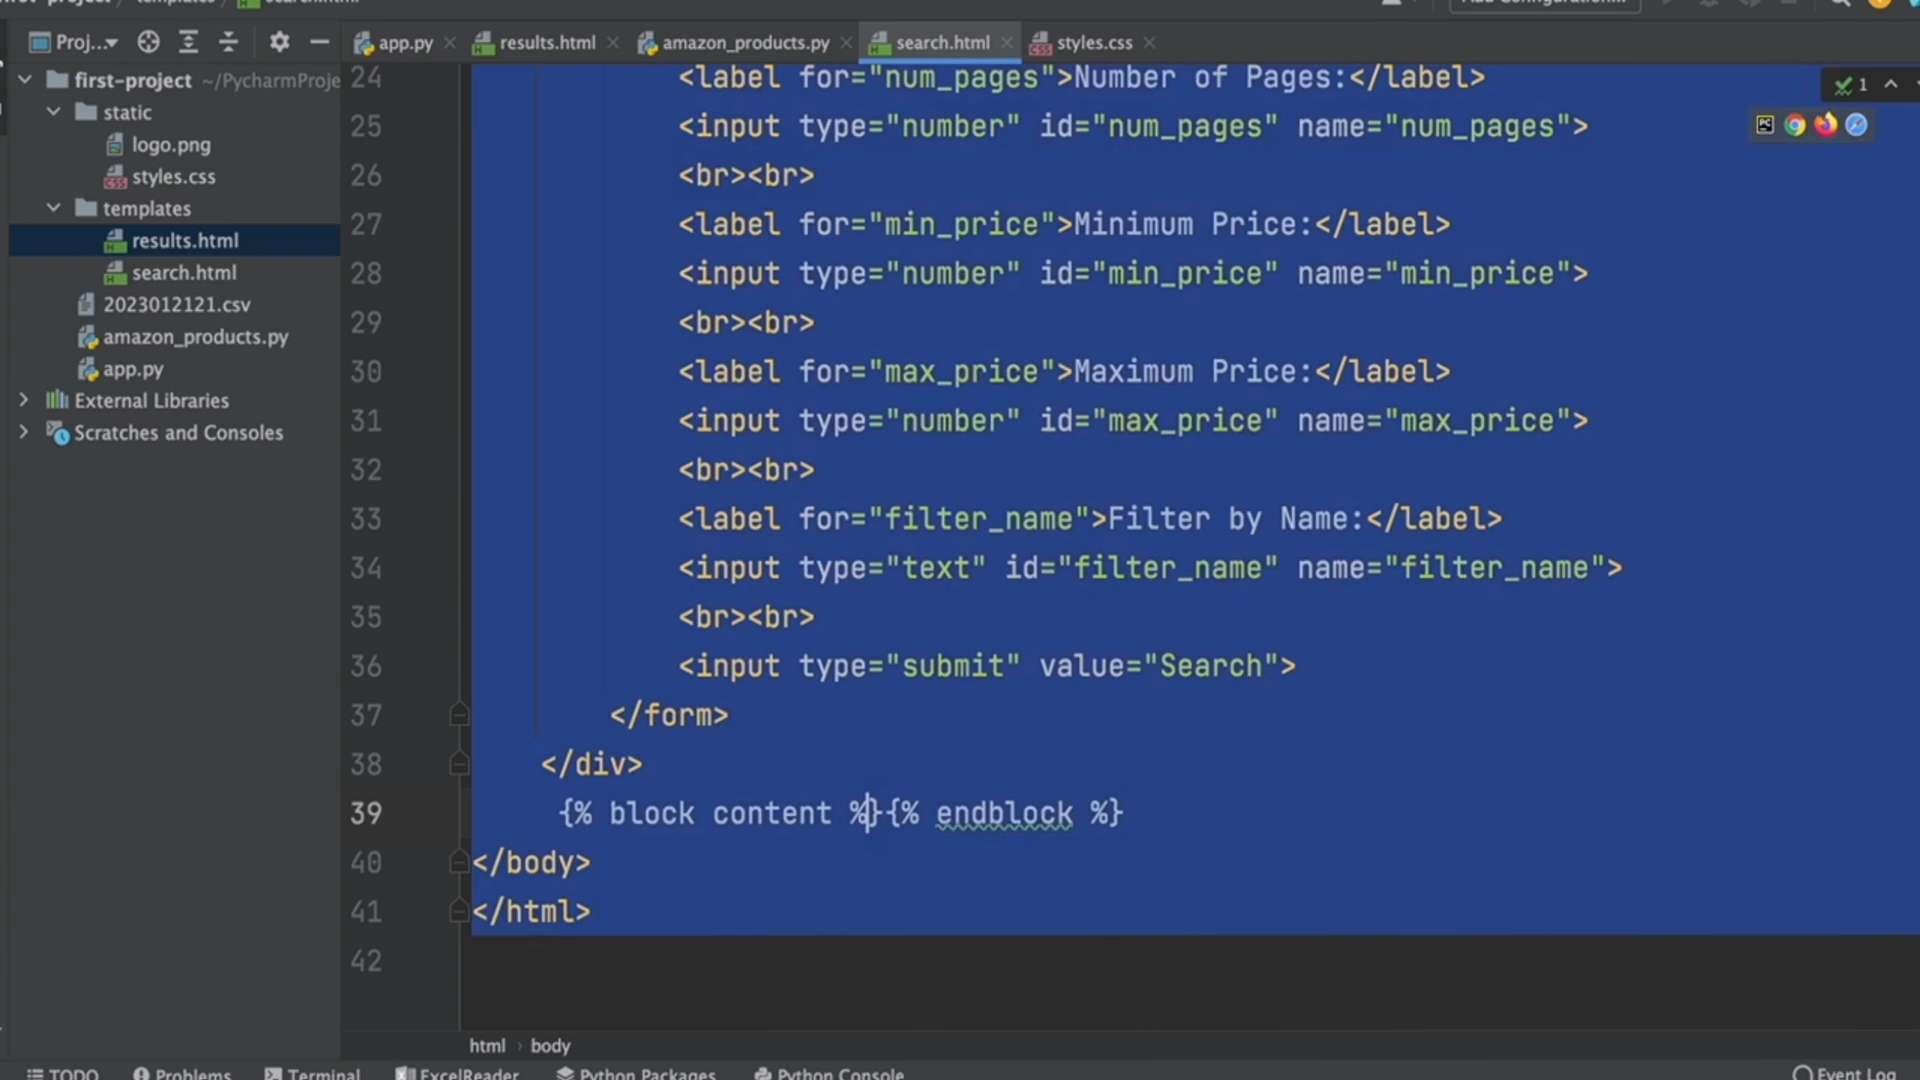 Proj...
app.py
results.html
amazon_products.py
search.html
styles.css
first-project ~/PycharmProje
static
logo.png
styles.css
templates
results.html
search.html
2023012121.csv
amazon_products.py
app.py
External Libraries
Scratches and Consoles
24 <label for="num_pages">Number of Pages:</label>
25 <input type="number" id="num_pages" name="num_pages">
26 <br><br>
27 <label for="min_price">Minimum Price:</label>
28 <input type="number" id="min_price" name="min_price">
29 <br><br>
30 <label for="max_price">Maximum Price:</label>
31 <input type="number" id="max_price" name="max_price">
32 <br><br>
33 <label for="filter_name">Filter by Name:</label>
34 <input type="text" id="filter_name" name="filter_name">
35 <br><br>
36 <input type="submit" value="Search">
37 </form>
38 </div>
39 {% block content %}{% endblock %}
40 </body>
41 </html>
42
1
html › body
TODO
Problems
Terminal
ExcelReader
Python Packages
Python Console
Event Log